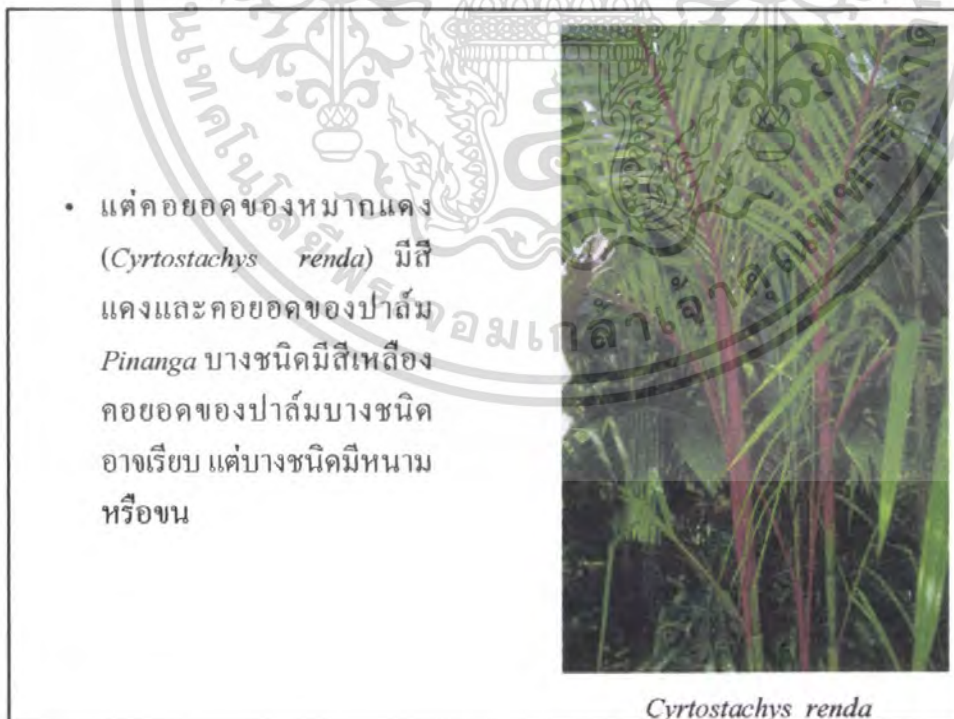 • แต่คอยอดของหมากแดง
(Cyrtostachys renda) มีสี
แดงและคอยอดของปาล์ม
Pinanga บางชนิดมีสีเหลือง
คอยอดของปาล์มบางชนิด
อาจเรียบ แต่บางชนิดมีหนาม
หรือขน
Cyrtostachys renda